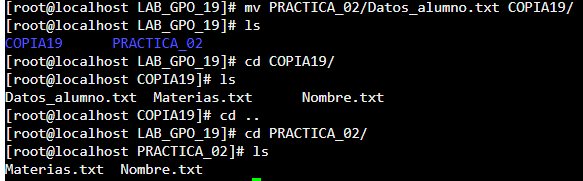 [root@localhost LAB_GPO_19]# mv PRACTICA_02/Datos_alumno.txt COPIA19/
[root@localhost LAB_GPO_19]# ls
COPIA19      PRACTICA_02
[root@localhost LAB_GPO_19]# cd COPIA19/
[root@localhost COPIA19]# ls
Datos_alumno.txt  Materias.txt      Nombre.txt
[root@localhost COPIA19]# cd ..
[root@localhost LAB_GPO_19]# cd PRACTICA_02/
[root@localhost PRACTICA_02]# ls
Materias.txt  Nombre.txt